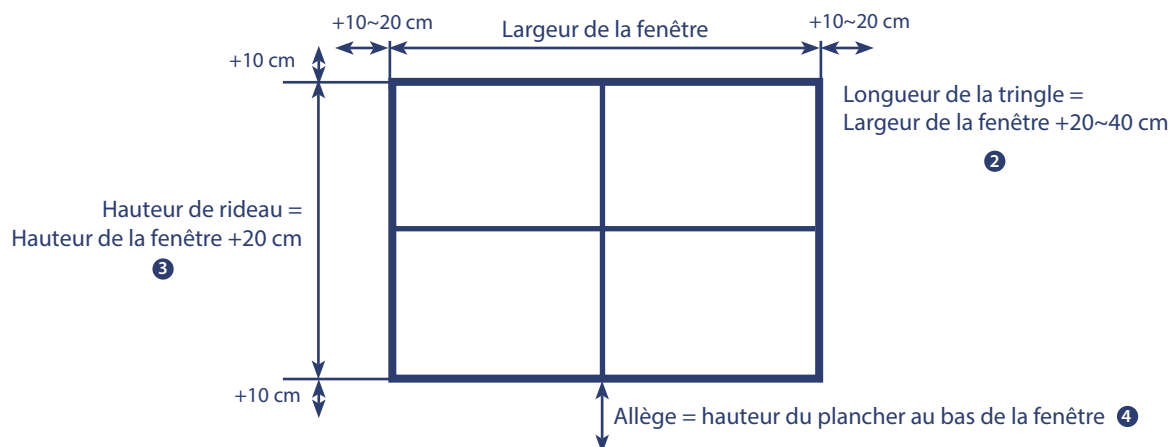 +10~20 cm
Largeur de la fenêtre
+10~20 cm
+10 cm
Longueur de la tringle =
Largeur de la fenêtre +20~40 cm
2
Hauteur de rideau =
Hauteur de la fenêtre +20 cm
3
+10 cm
Allège = hauteur du plancher au bas de la fenêtre 4